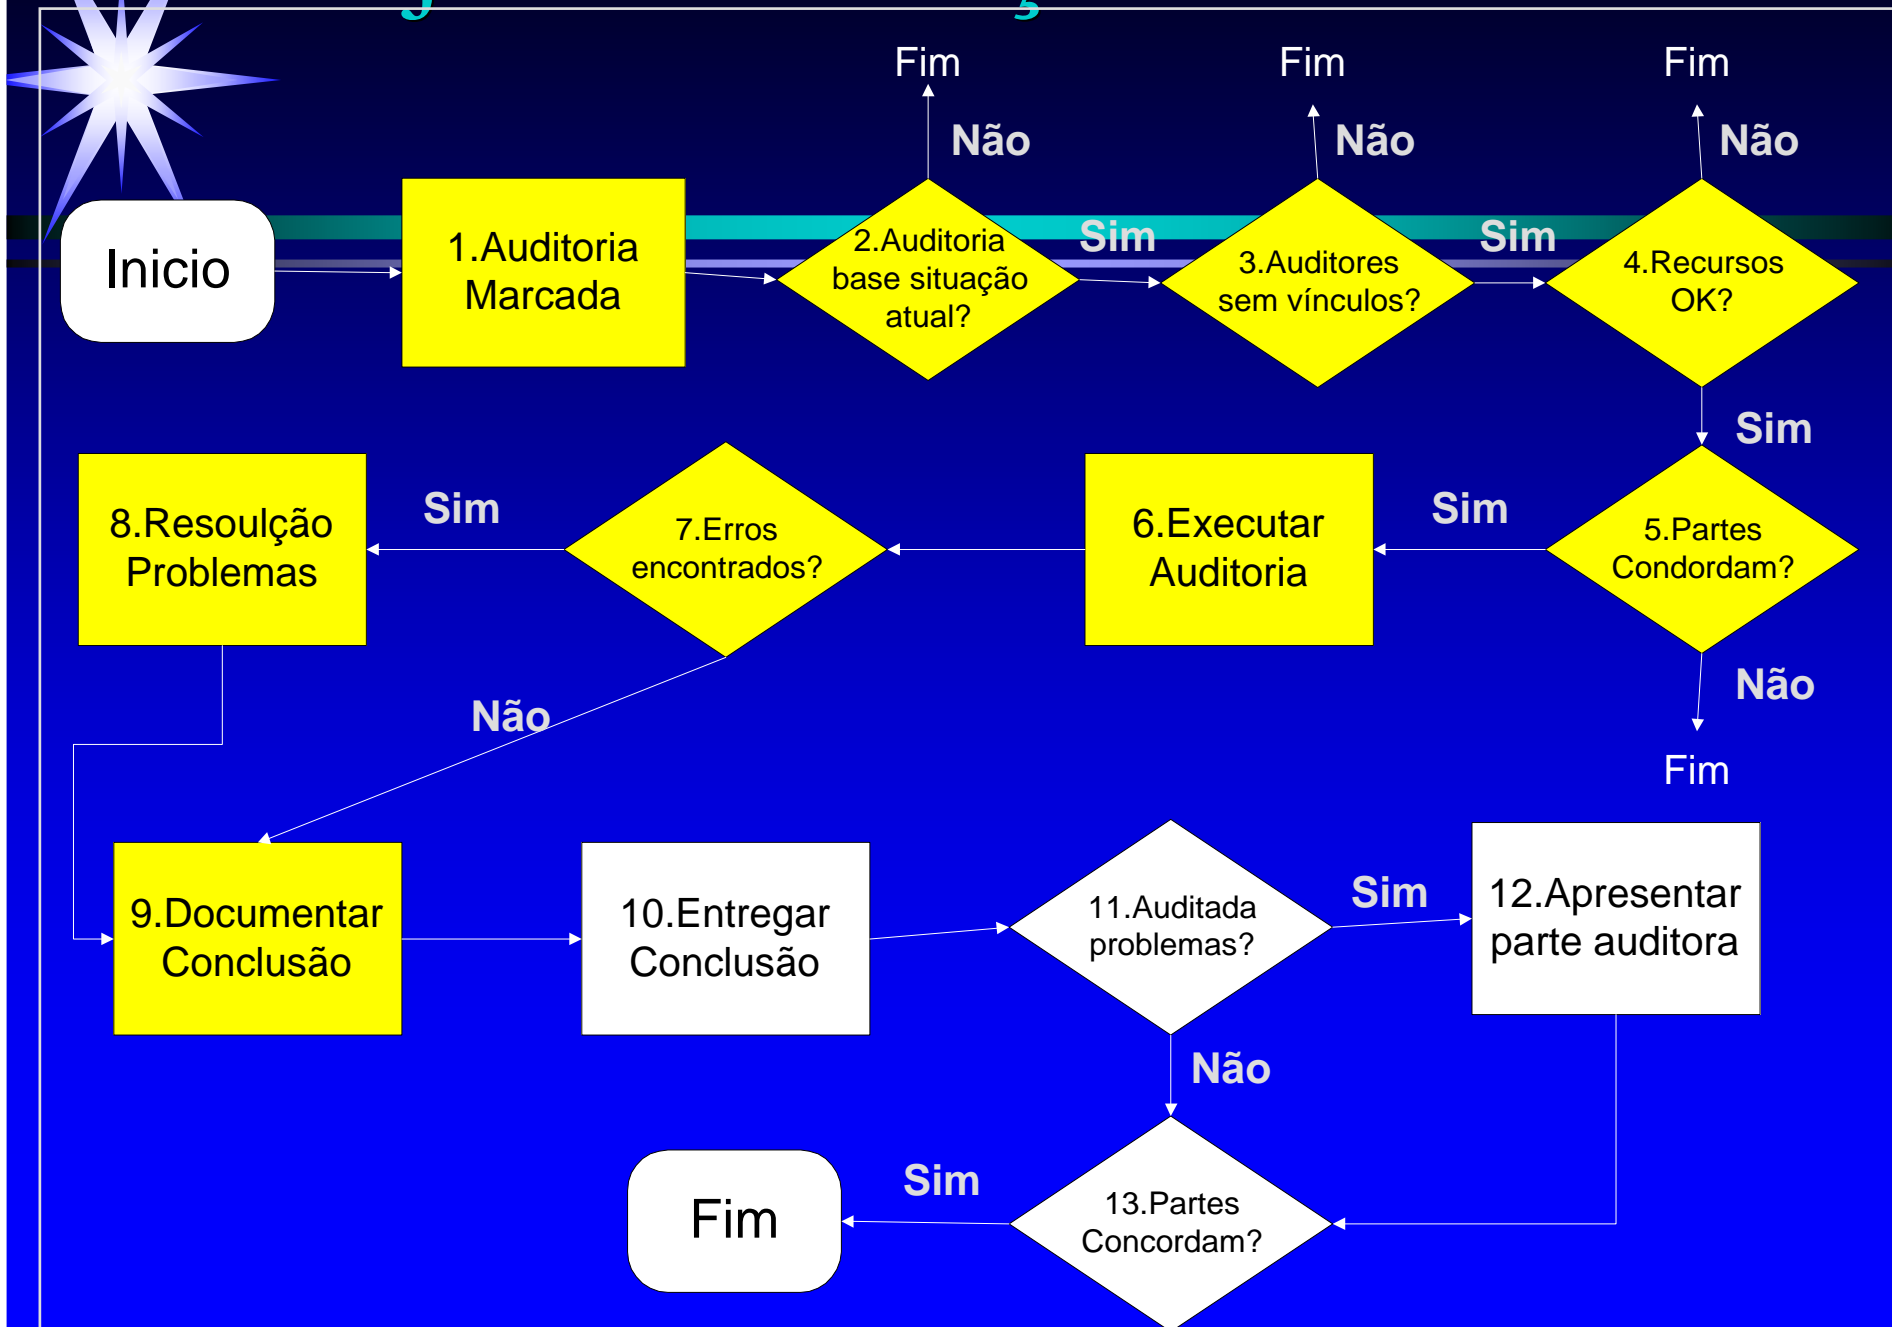 Fim
Fim
Fim
Não
Não
Não
Inicio
1.Auditoria
Marcada
2.Auditoria
base situação
atual?
Sim
3.Auditores
sem vínculos?
Sim
4.Recursos
OK?
Sim
8.Resoulção
Problemas
Sim
7.Erros
encontrados?
6.Executar
Auditoria
Sim
5.Partes
Condordam?
Não
Não
Fim
9.Documentar
Conclusão
10.Entregar
Conclusão
11.Auditada
problemas?
Sim
12.Apresentar
parte auditora
Não
Fim
Sim
13.Partes
Concordam?